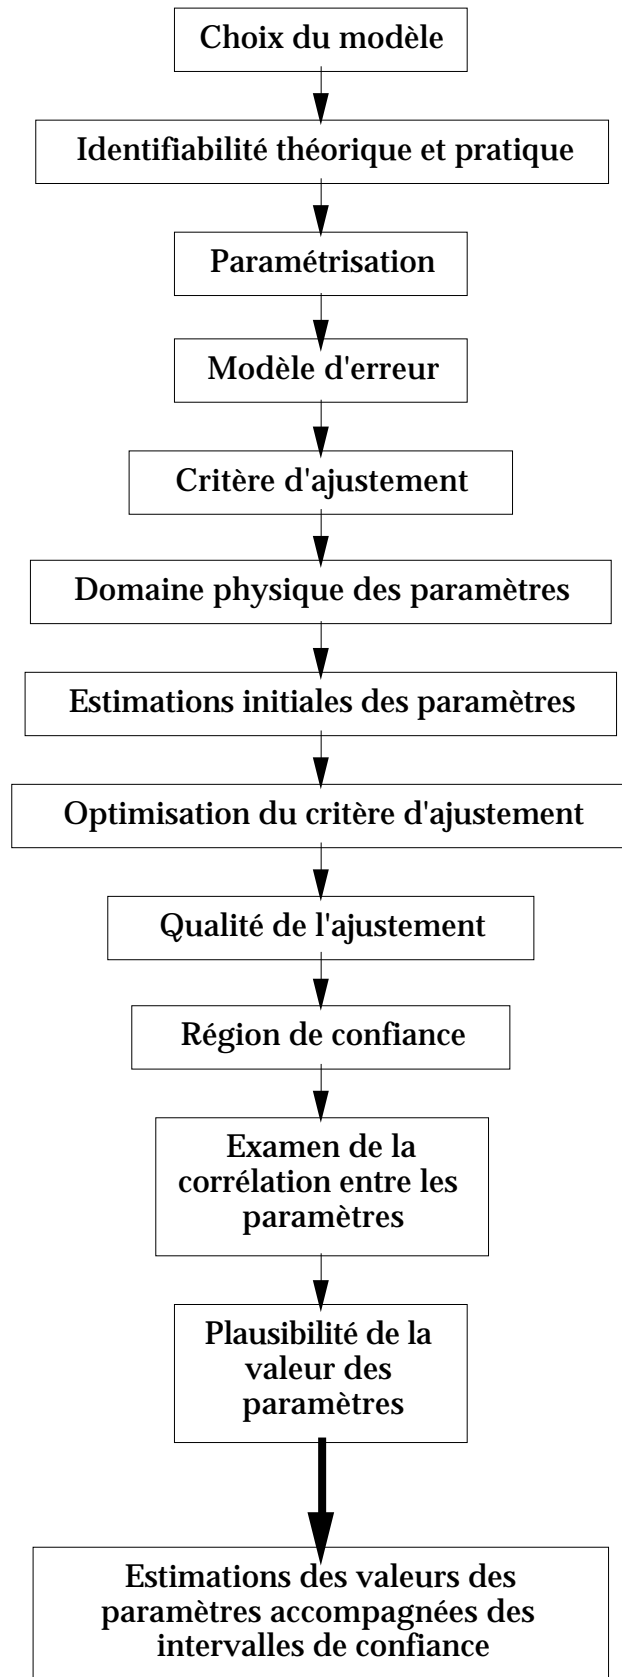 Choix du modèle
Identifiabilité théorique et pratique
Paramétrisation
Modèle d'erreur
Critère d'ajustement
Domaine physique des paramètres
Estimations initiales des paramètres
Optimisation du critère d'ajustement
Qualité de l'ajustement
Région de confiance
Examen de la
corrélation entre les
paramètres
Plausibilité de la
valeur des
paramètres
Estimations des valeurs des
paramètres accompagnées des
intervalles de confiance